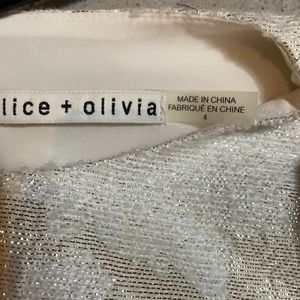 lice + olivia
MADE IN CHINA
FABRIQUÉ EN CHINE
4